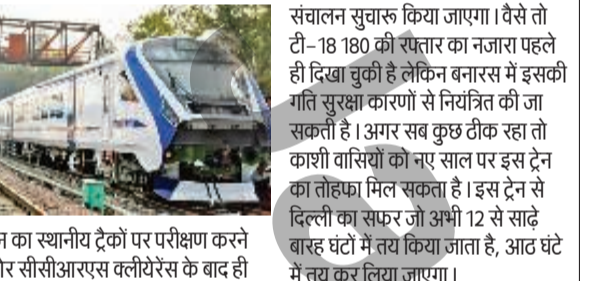 का स्थानीय ट्रैकों पर परीक्षण करने
सीसीआरएस क्लीयेरेंस के बाद ही
संचालन सुचारू किया जाएगा । वैसे तो
टी-18 180 की रफ्तार का नजारा पहले
ही दिखा चुकी है लेकिन बनारस में इसकी
गति सुरक्षा कारणों से नियंत्रित की जा
सकती है । अगर सब कुछ ठीक रहा तो
काशी वासियों को नए साल पर इस ट्रेन
का तोहफा मिल सकता है । इस ट्रेन से
दिल्ली का सफर जो अभी 12 से साढ़े
बारह घंटों में तय किया जाता है, आठ घंटे
में तय कर लिया जाएगा ।